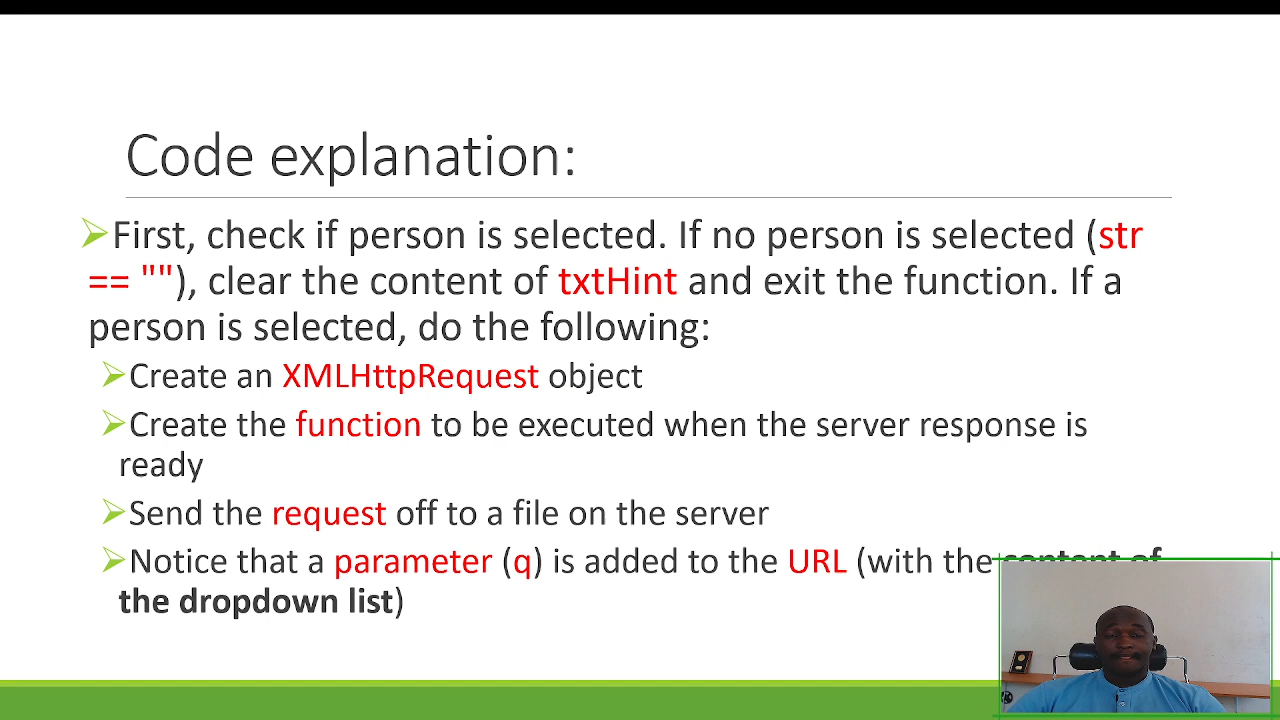 Code explanation:
➢First, check if person is selected. If no person is selected (str
== ""), clear the content of txtHint and exit the function. If a
person is selected, do the following:
➢Create an XMLHttpRequest object
➢Create the function to be executed when the server response is
ready
➢Send the request off to a file on the server
➢Notice that a parameter (q) is added to the URL (with the content of
the dropdown list)